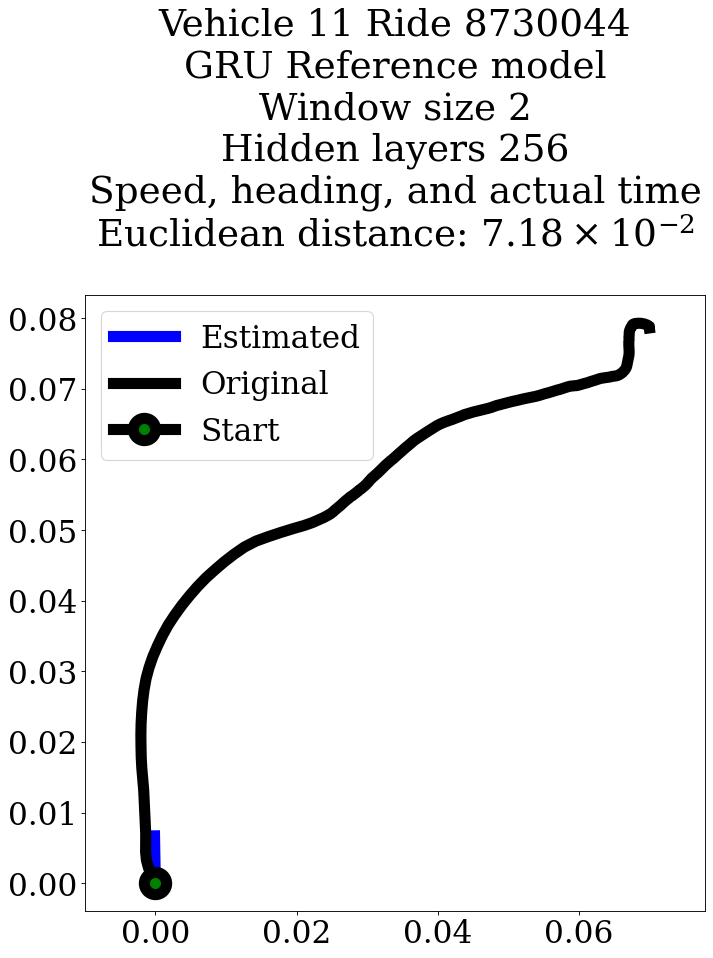 Vehicle 11 Ride 8730044
GRU Reference model
Window size 2
Hidden layers 256
Speed, heading, and actual time
Euclidean distance: 7.18 × 10⁻²
Estimated
Original
Start
0.08
0.07
0.06
0.05
0.04
0.03
0.02
0.01
0.00
0.00 0.02 0.04 0.06